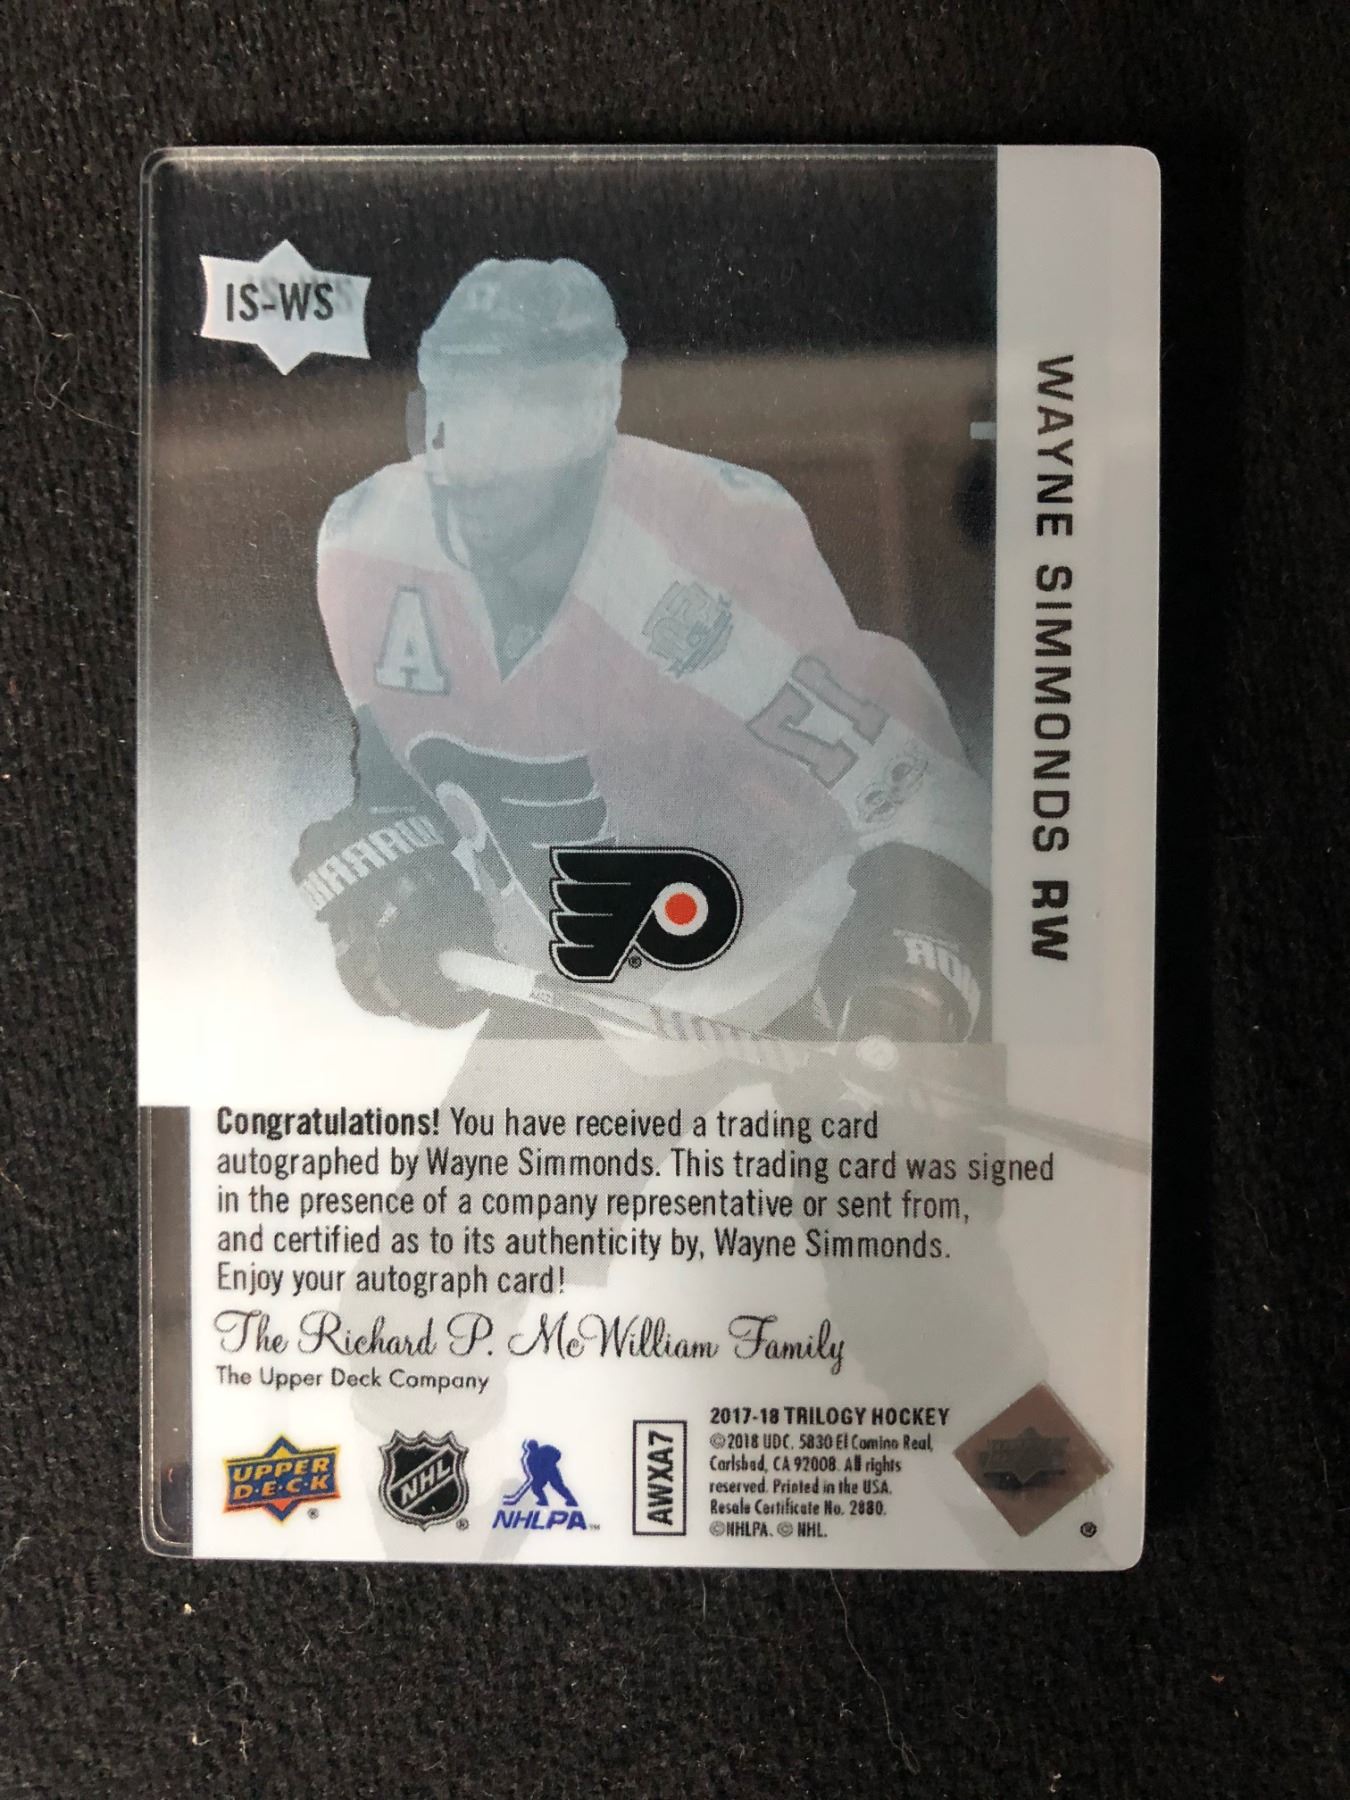 IS-WS
WAYNE SIMMONDS RW
A
17
Congratulations! You have received a trading card
autographed by Wayne Simmonds. This trading card was signed
in the presence of a company representative or sent from,
and certified as to its authenticity by, Wayne Simmonds.
Enjoy your autograph card!
The Richard P. McWilliam Family
The Upper Deck Company
UPPER
D·E·C·K
®
NHL
®
NHLPA™
AWXA7
2017-18 TRILOGY HOCKEY
©2018 UDC. 5830 El Camino Real,
Carlsbad, CA 92008. All rights
reserved. Printed in the USA.
Resale Certificate No. 2880.
©NHLPA. © NHL.
®